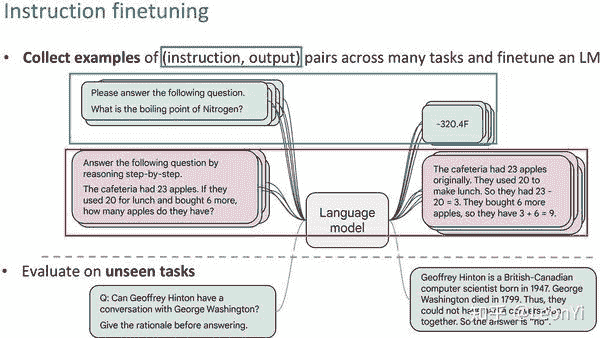 Instruction finetuning
• Collect examples of (instruction, output) pairs across many tasks and finetune an LM
Please answer the following question.
What is the boiling point of Nitrogen?
-320.4F
Answer the following question by
reasoning step-by-step.
The cafeteria had 23 apples. If they
used 20 for lunch and bought 6 more,
how many apples do they have?
Language
model
The cafeteria had 23 apples
originally. They used 20 to
make lunch. So they had 23 -
20 = 3. They bought 6 more
apples, so they have 3 + 6 = 9.
• Evaluate on unseen tasks
Q: Can Geoffrey Hinton have a
conversation with George Washington?
Give the rationale before answering.
Geoffrey Hinton is a British-Canadian
computer scientist born in 1947. George
Washington died in 1799. Thus, they
could not have had a conversation
together. So the answer is "no".
知乎 @LeonYi